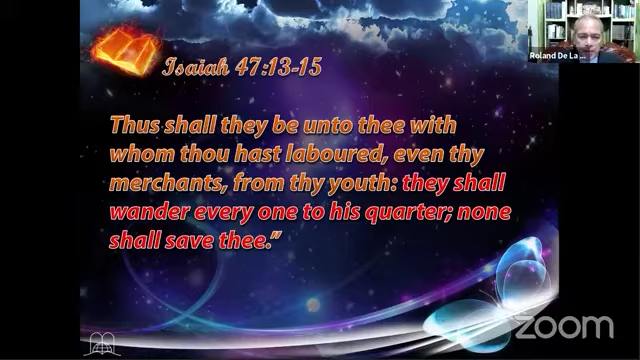 Isaiah 47:13-15
Roland De La ...
Thus shall they be unto thee with
whom thou hast laboured, even thy
merchants, from thy youth: they shall
wander every one to his quarter; none
shall save thee.”
zoom